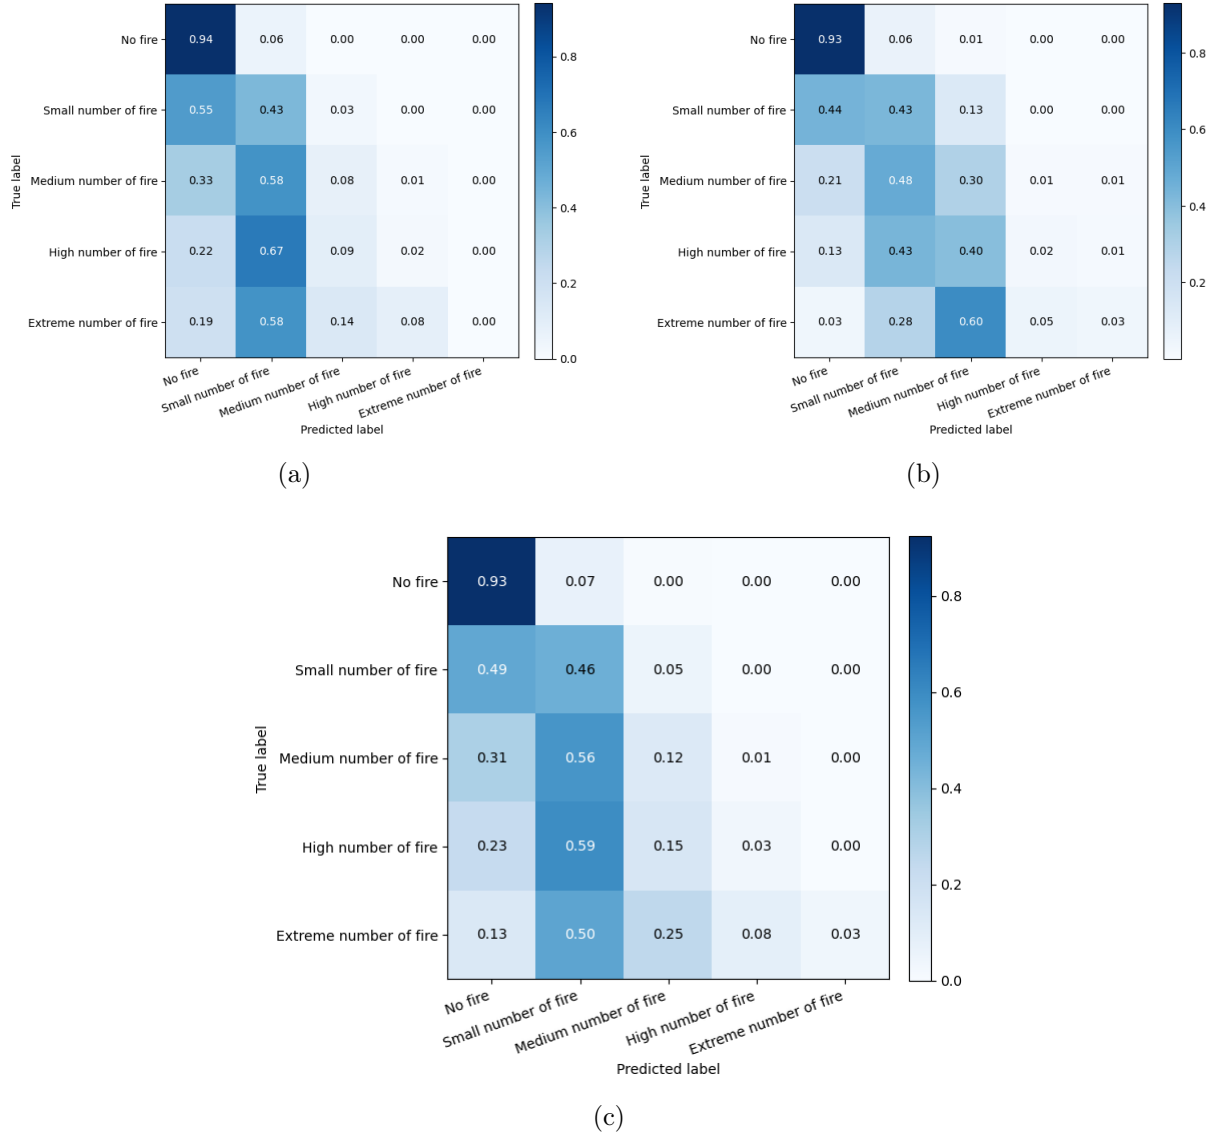 No fire 0.94 0.06 0.00 0.00 0.00
Small number of fire 0.55 0.43 0.03 0.00 0.00
Medium number of fire 0.33 0.58 0.08 0.01 0.00
High number of fire 0.22 0.67 0.09 0.02 0.00
Extreme number of fire 0.19 0.58 0.14 0.08 0.00
True label
No fire Small number of fire Medium number of fire High number of fire Extreme number of fire
Predicted label
0.8
0.6
0.4
0.2
0.0
(a)
No fire 0.93 0.06 0.01 0.00 0.00
Small number of fire 0.44 0.43 0.13 0.00 0.00
Medium number of fire 0.21 0.48 0.30 0.01 0.01
High number of fire 0.13 0.43 0.40 0.02 0.01
Extreme number of fire 0.03 0.28 0.60 0.05 0.03
True label
No fire Small number of fire Medium number of fire High number of fire Extreme number of fire
Predicted label
0.8
0.6
0.4
0.2
(b)
No fire 0.93 0.07 0.00 0.00 0.00
Small number of fire 0.49 0.46 0.05 0.00 0.00
Medium number of fire 0.31 0.56 0.12 0.01 0.00
High number of fire 0.23 0.59 0.15 0.03 0.00
Extreme number of fire 0.13 0.50 0.25 0.08 0.03
True label
No fire Small number of fire Medium number of fire High number of fire Extreme number of fire
Predicted label
0.8
0.6
0.4
0.2
0.0
(c)